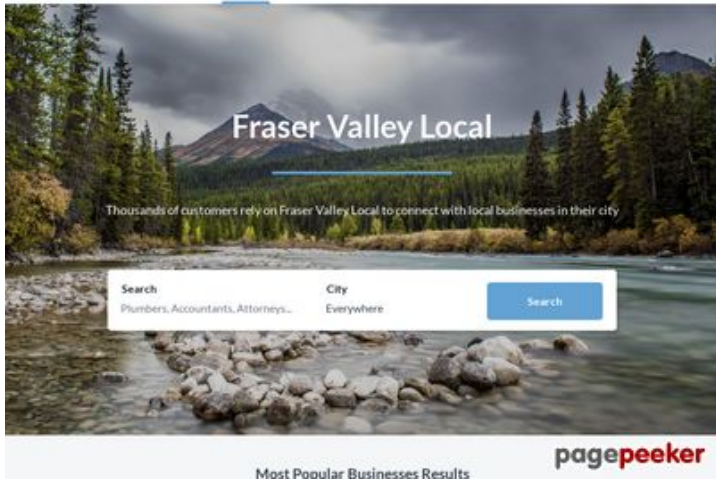 Fraser Valley Local
Thousands of customers rely on Fraser Valley Local to connect with local businesses in their city
Search
City
Plumbers, Accountants, Attorneys...
Everywhere
Search
Most Popular Businesses Results
pagepeeker